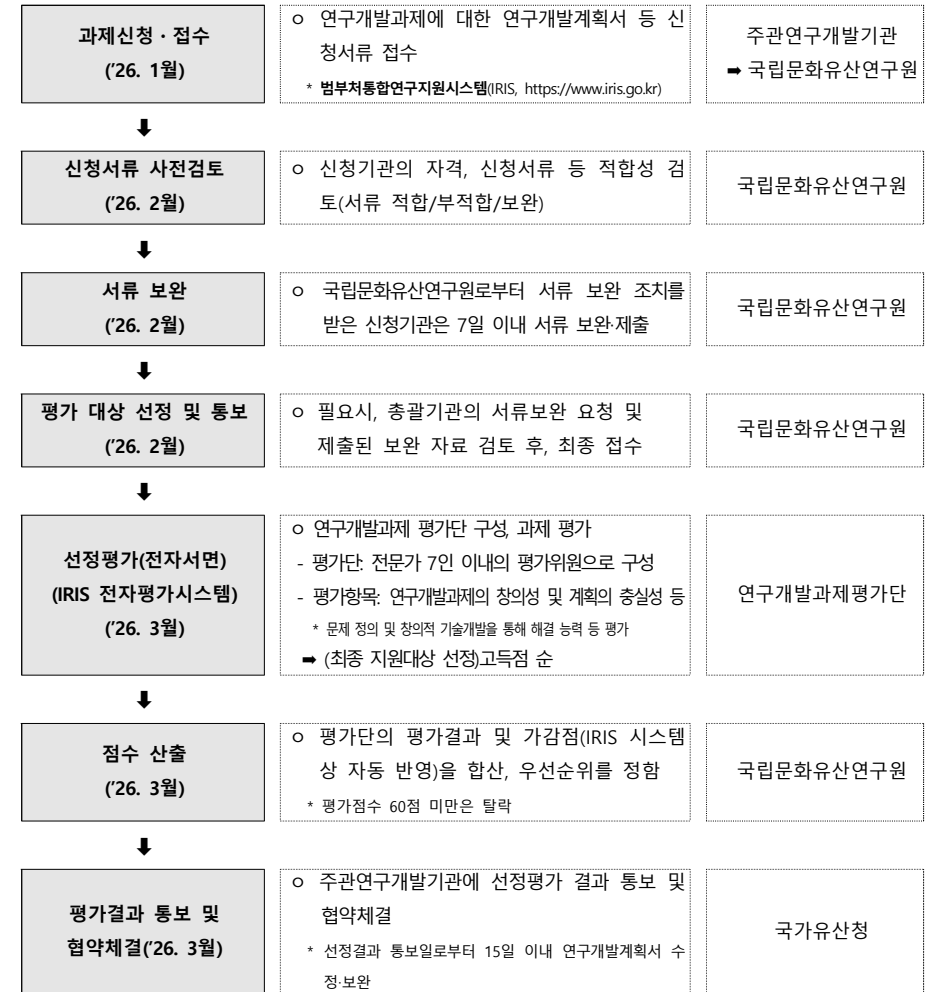 과제신청 · 접수
('26. 1월)
ㅇ 연구개발과제에 대한 연구개발계획서 등 신
청서류 접수
* 범부처통합연구지원시스템(IRIS, https://www.iris.go.kr)
주관연구개발기관
➡ 국립문화유산연구원
⬇
신청서류 사전검토
('26. 2월)
ㅇ 신청기관의 자격, 신청서류 등 적합성 검
토(서류 적합/부적합/보완)
국립문화유산연구원
⬇
서류 보완
('26. 2월)
ㅇ 국립문화유산연구원로부터 서류 보완 조치를
받은 신청기관은 7일 이내 서류 보완·제출
국립문화유산연구원
⬇
평가 대상 선정 및 통보
('26. 2월)
ㅇ 필요시, 총괄기관의 서류보완 요청 및
제출된 보완 자료 검토 후, 최종 접수
국립문화유산연구원
⬇
선정평가(전자서면)
(IRIS 전자평가시스템)
('26. 3월)
ㅇ 연구개발과제 평가단 구성, 과제 평가
- 평가단: 전문가 7인 이내의 평가위원으로 구성
- 평가항목: 연구개발과제의 창의성 및 계획의 충실성 등
* 문제 정의 및 창의적 기술개발을 통해 해결 능력 등 평가
➡ (최종 지원대상 선정)고득점 순
연구개발과제평가단
⬇
점수 산출
('26. 3월)
ㅇ 평가단의 평가결과 및 가감점(IRIS 시스템
상 자동 반영)을 합산, 우선순위를 정함
* 평가점수 60점 미만은 탈락
국립문화유산연구원
⬇
평가결과 통보 및
협약체결('26. 3월)
ㅇ 주관연구개발기관에 선정평가 결과 통보 및
협약체결
* 선정결과 통보일로부터 15일 이내 연구개발계획서 수
정·보완
국가유산청